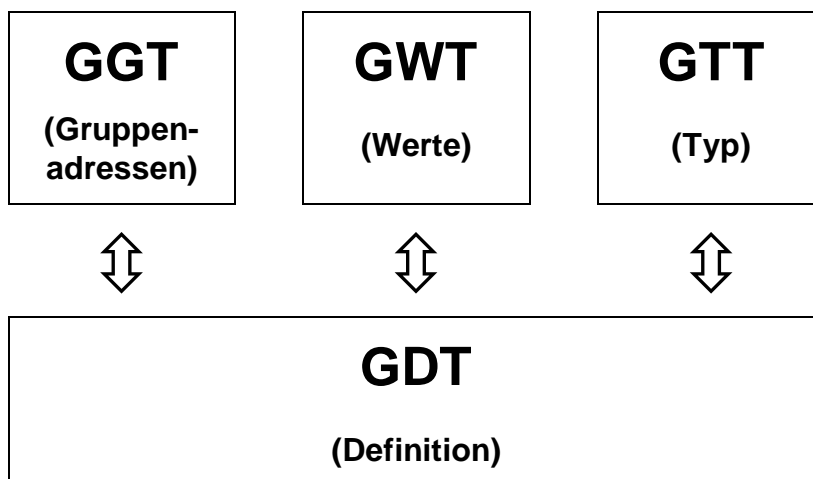 GGT
(Gruppen-
adressen)
GWT
(Werte)
GTT
(Typ)
GDT
(Definition)